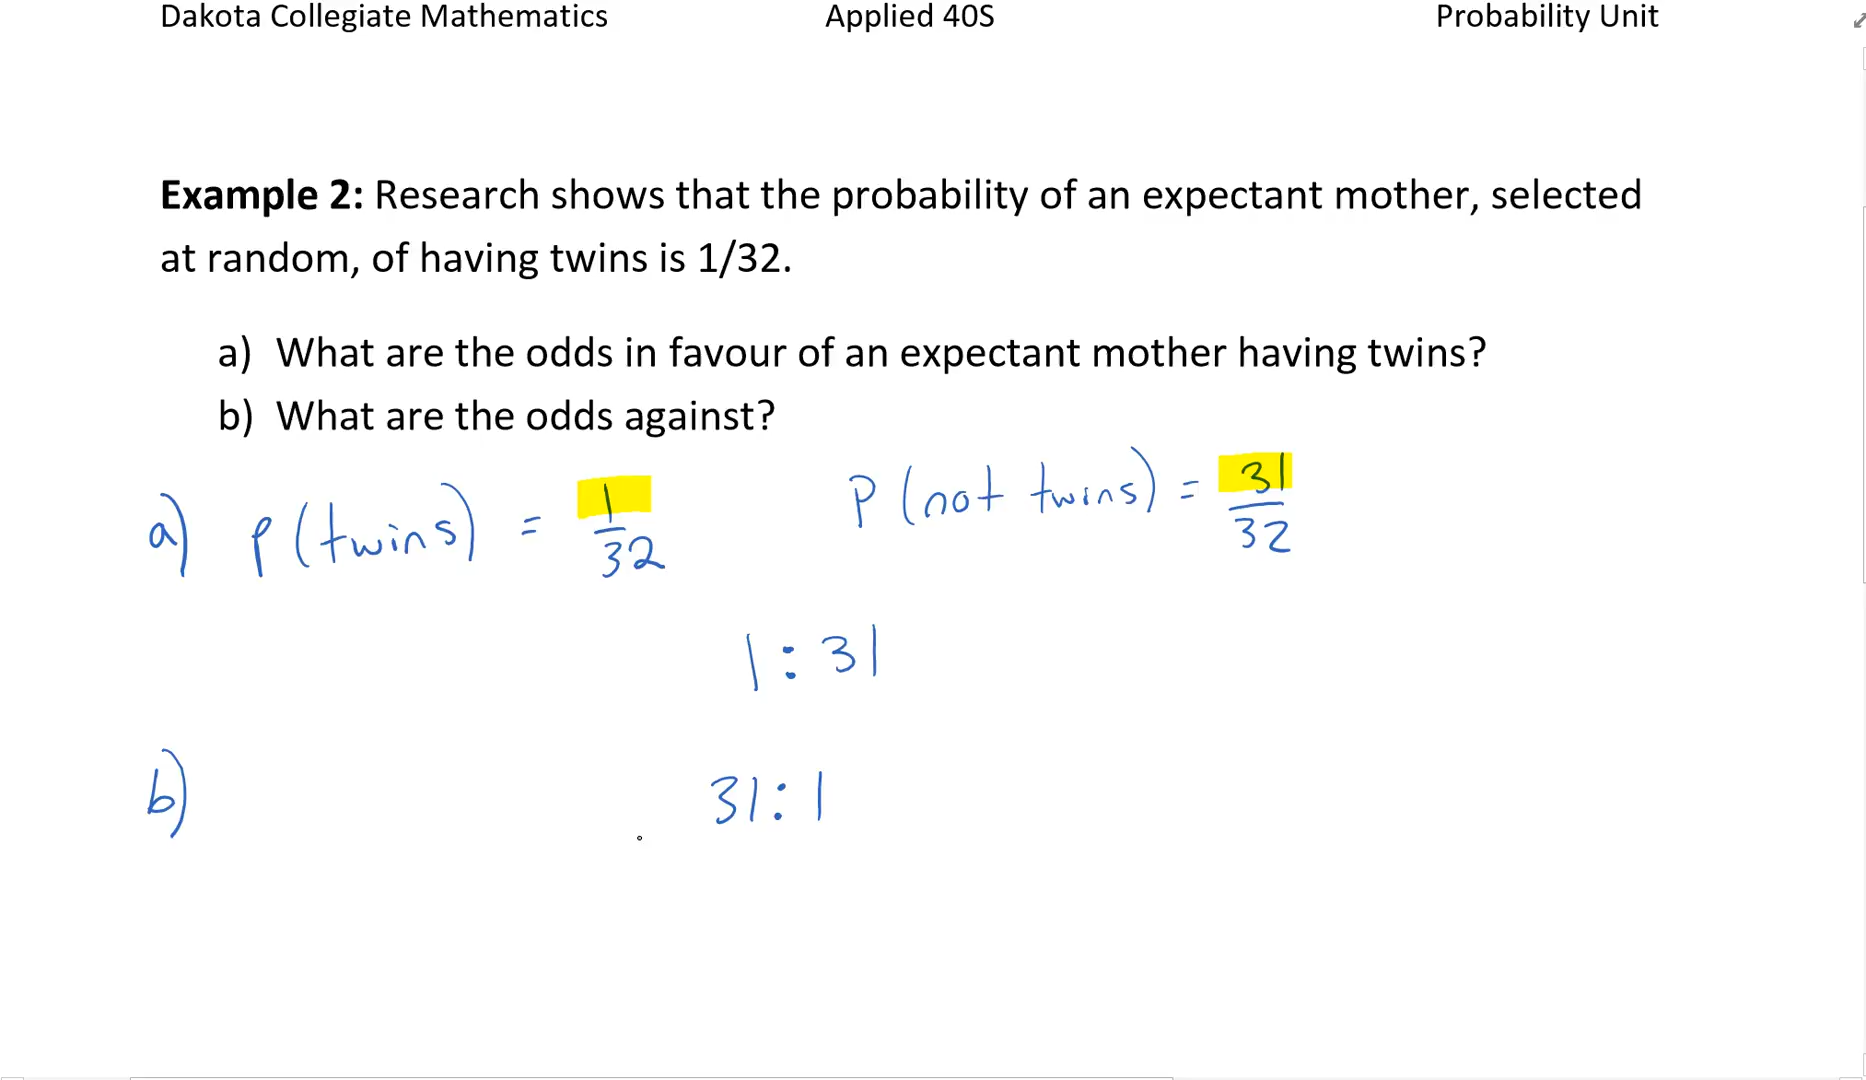 Dakota Collegiate Mathematics Applied 40S Probability Unit
Example 2: Research shows that the probability of an expectant mother, selected
at random, of having twins is 1/32.
a) What are the odds in favour of an expectant mother having twins?
b) What are the odds against?
a) P(twins) = 1/32 P(not twins) = 31/32
1 : 31
b) 31 : 1